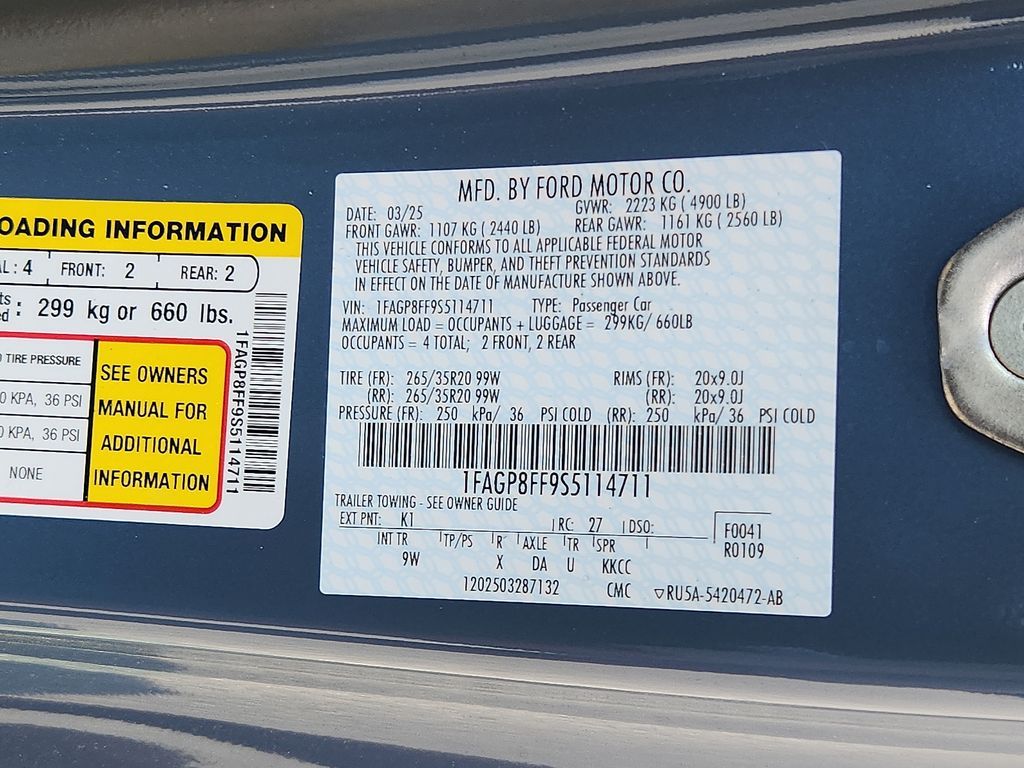 OADING INFORMATION
AL: 4 FRONT: 2 REAR: 2
299 kg or 660 lbs.
TIRE PRESSURE
0 KPA, 36 PSI
0 KPA, 36 PSI
NONE
SEE OWNERS
MANUAL FOR
ADDITIONAL
INFORMATION
1FAGP8FF9S5114711
MFD. BY FORD MOTOR CO.
DATE: 03/25 GVWR: 2223 KG ( 4900 LB)
FRONT GAWR: 1107 KG ( 2440 LB) REAR GAWR: 1161 KG ( 2560 LB)
THIS VEHICLE CONFORMS TO ALL APPLICABLE FEDERAL MOTOR
VEHICLE SAFETY, BUMPER, AND THEFT PREVENTION STANDARDS
IN EFFECT ON THE DATE OF MANUFACTURE SHOWN ABOVE.
VIN: 1FAGP8FF9S5114711 TYPE: Passenger Car
MAXIMUM LOAD = OCCUPANTS + LUGGAGE = 299KG/ 660LB
OCCUPANTS = 4 TOTAL; 2 FRONT, 2 REAR
TIRE (FR): 265/35R20 99W RIMS (FR): 20x9.0J
(RR): 265/35R20 99W (RR): 20x9.0J
PRESSURE (FR): 250 kPa/ 36 PSI COLD (RR): 250 kPa/ 36 PSI COLD
1FAGP8FF9S5114711
TRAILER TOWING - SEE OWNER GUIDE
EXT PNT: K1 RC: 27 DSO: F0041
INT TR TP/PS R AXLE TR SPR R0109
9W X DA U KKCC
1202503287132 CMC ▽RU5A-5420472-AB